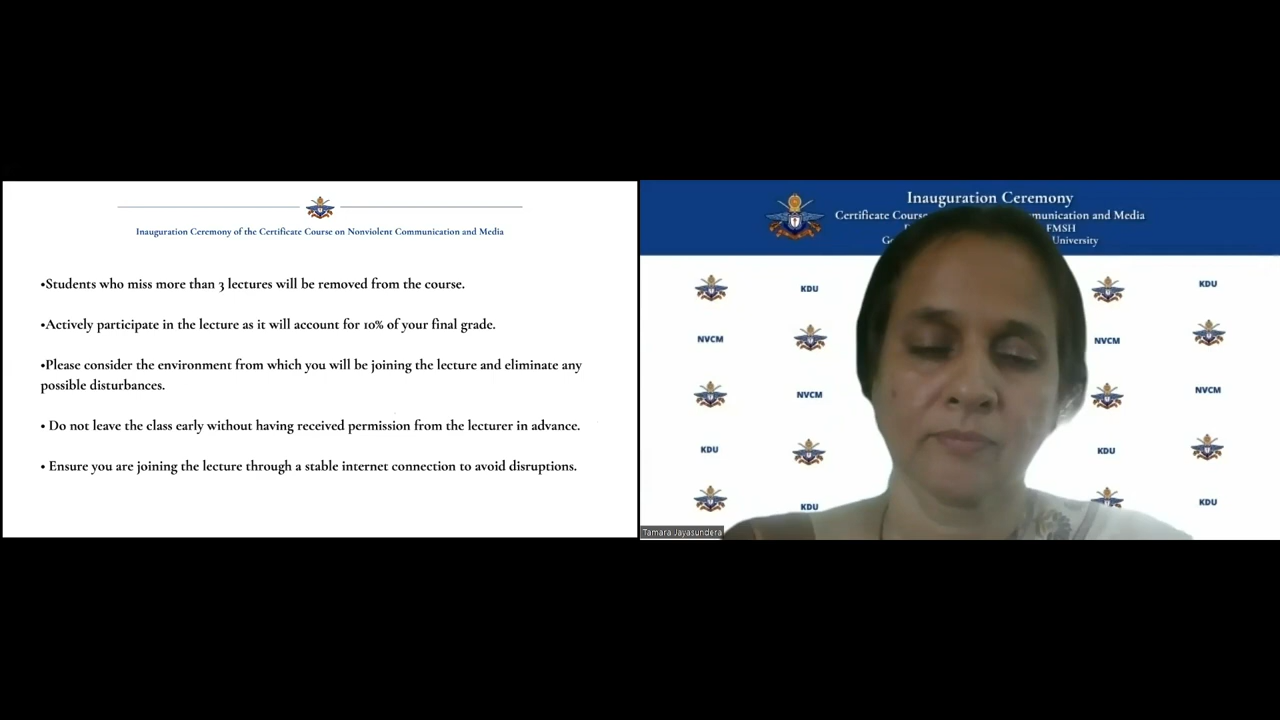 Inauguration Ceremony of the Certificate Course on Nonviolent Communication and Media
•Students who miss more than 3 lectures will be removed from the course.
•Actively participate in the lecture as it will account for 10% of your final grade.
•Please consider the environment from which you will be joining the lecture and eliminate any
possible disturbances.
• Do not leave the class early without having received permission from the lecturer in advance.
• Ensure you are joining the lecture through a stable internet connection to avoid disruptions.
Inauguration Ceremony
Certificate Course munication and Media
FMSH
University
KDU KDU
NVCM NVCM
NVCM NVCM
KDU KDU
KDU KDU
Tamara Jayasundera